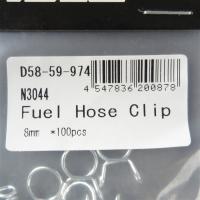 D58-59-974
4 547836 200878
N3044
Fuel Hose Clip
8mm *100pcs